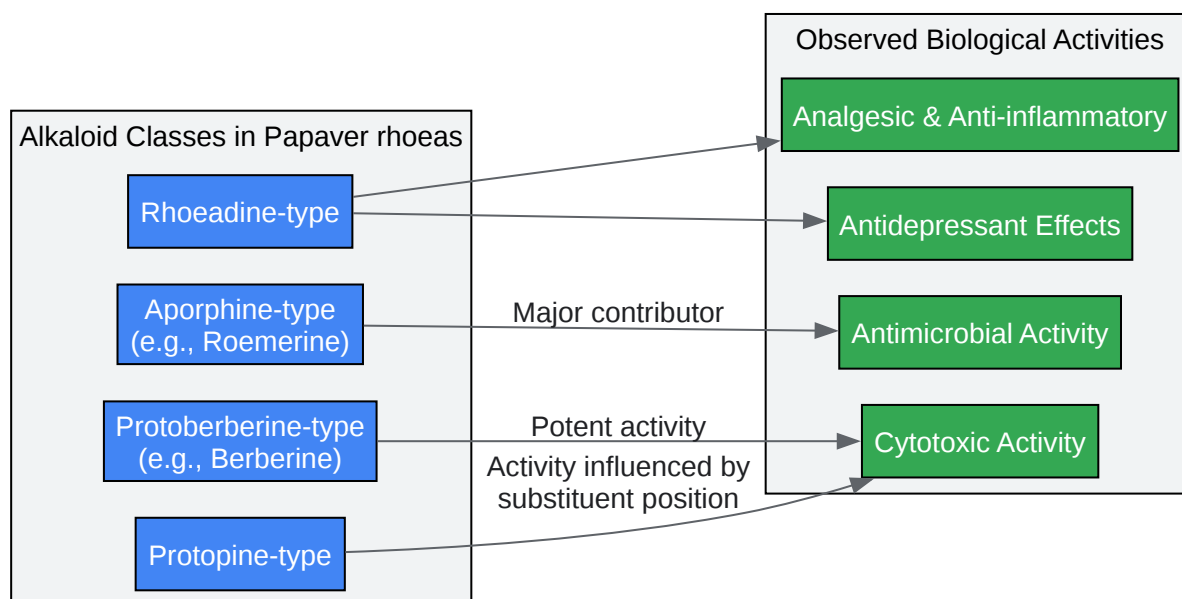 Observed Biological Activities
Analgesic & Anti-inflammatory
Antidepressant Effects
Antimicrobial Activity
Cytotoxic Activity
Alkaloid Classes in Papaver rhoeas
Rhoeadine-type
Aporphine-type
(e.g., Roemerine)
Protoberberine-type
(e.g., Berberine)
Protopine-type
Major contributor
Potent activity
Activity influenced by
substituent position